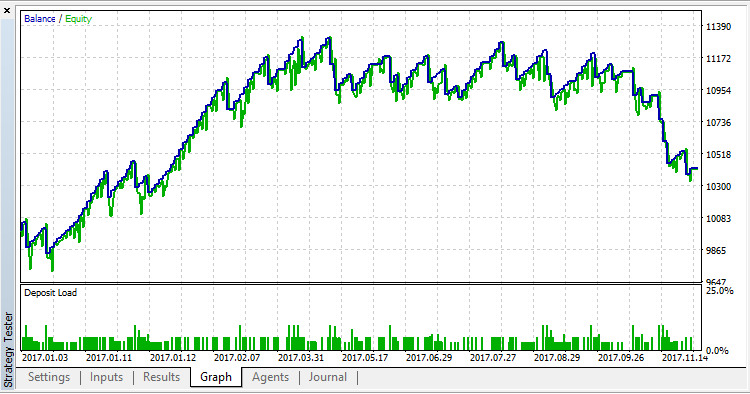 Balance / Equity
11390
11172
10954
10736
10518
10300
10083
9865
9647
Deposit Load
25.0%
0.0%
2017.01.03 2017.01.11 2017.01.12 2017.02.07 2017.03.31 2017.05.17 2017.06.29 2017.07.27 2017.08.29 2017.09.26 2017.11.14
Strategy Tester
Settings Inputs Results Graph Agents Journal